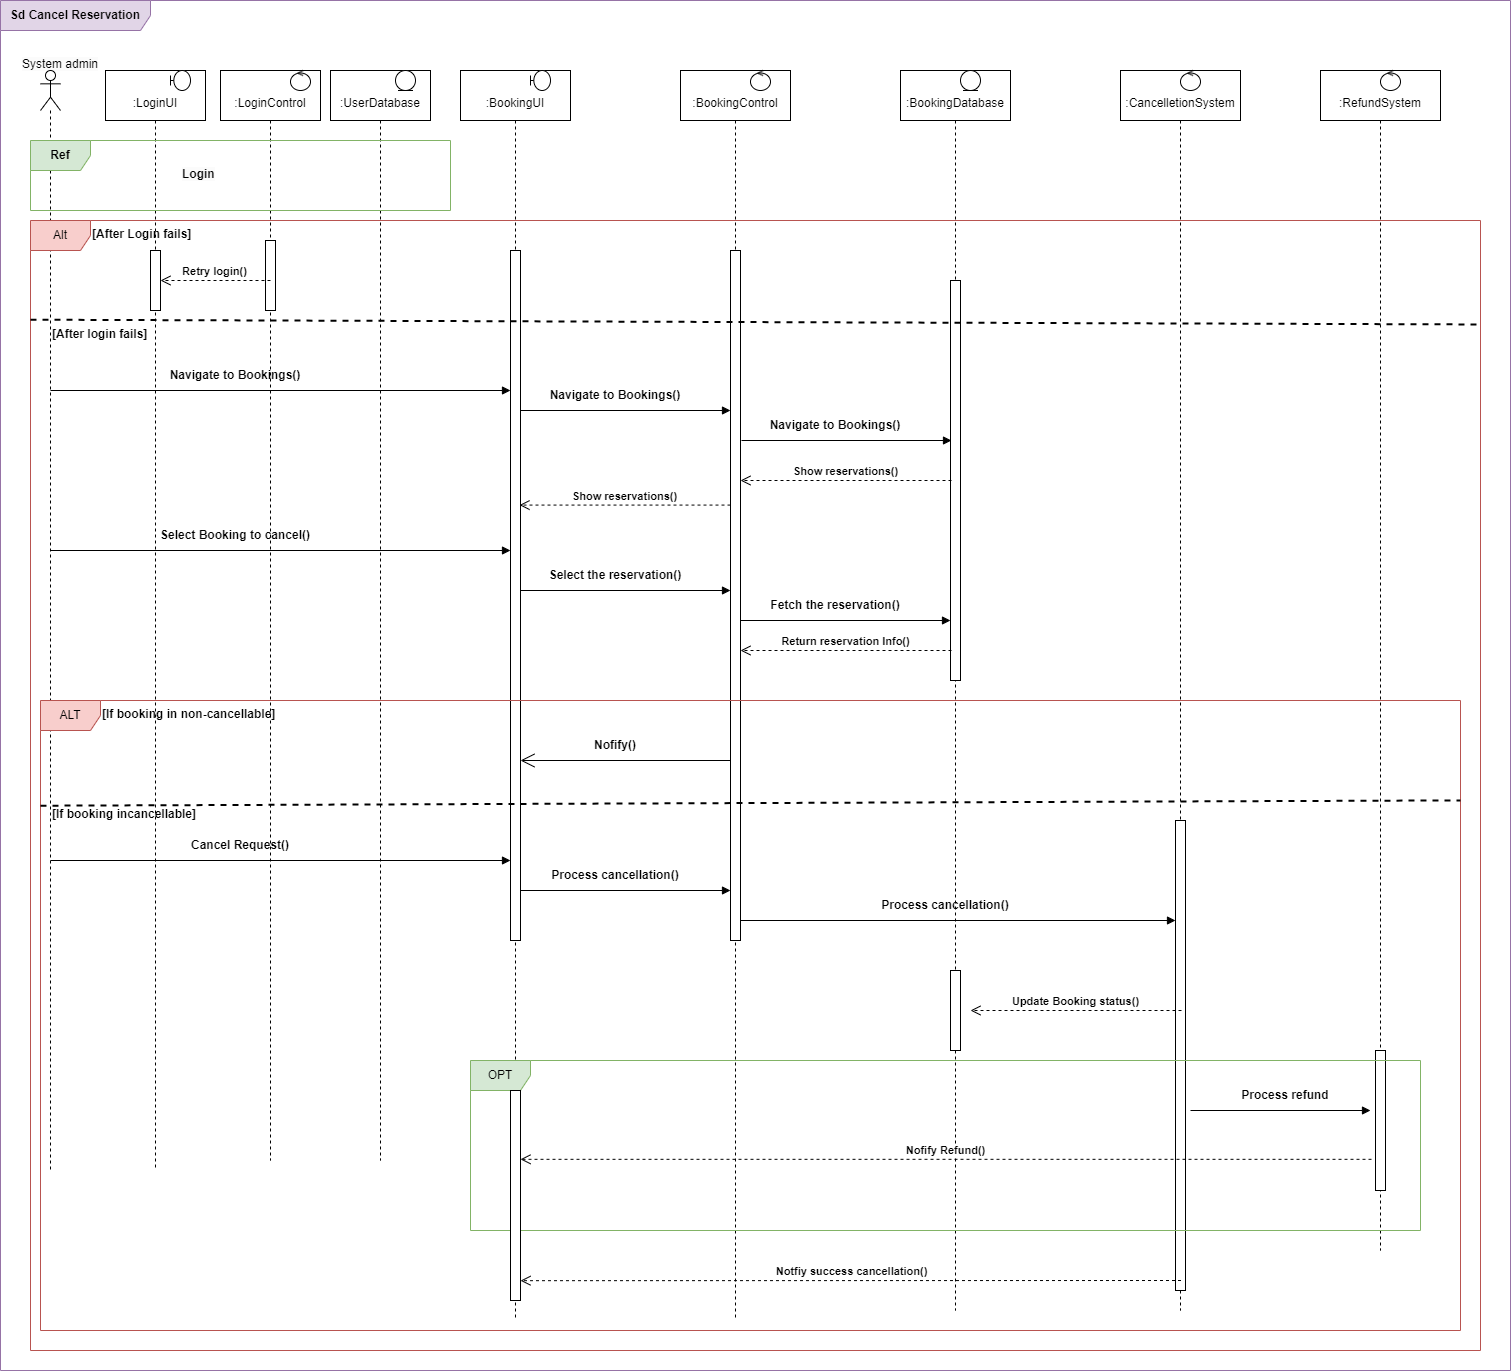 Sd Cancel Reservation
System admin
:LoginUI
:LoginControl
:UserDatabase
:BookingUI
:BookingControl
:BookingDatabase
:CancelletionSystem
:RefundSystem
Ref
Login
Alt
[After Login fails]
Retry login()
[After login fails]
Navigate to Bookings()
Navigate to Bookings()
Navigate to Bookings()
Show reservations()
Show reservations()
Select Booking to cancel()
Select the reservation()
Fetch the reservation()
Return reservation Info()
ALT
[If booking in non-cancellable]
Nofify()
[If booking incancellable]
Cancel Request()
Process cancellation()
Process cancellation()
Update Booking status()
OPT
Process refund
Nofify Refund()
Notfiy success cancellation()